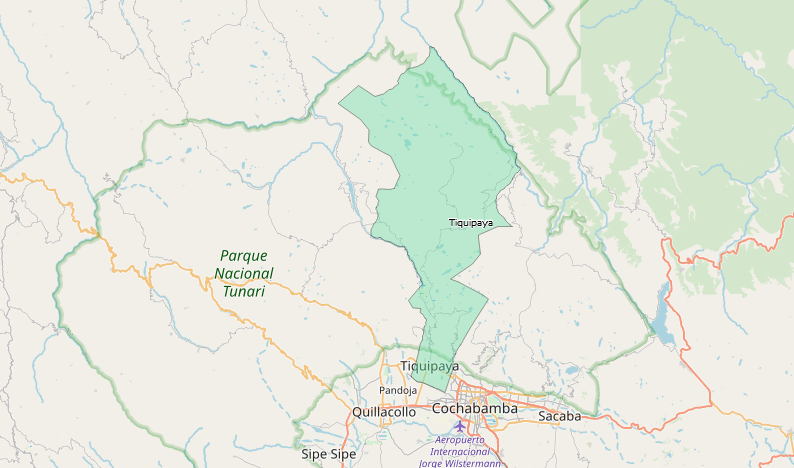 Tiquipaya
Parque
Nacional
Tunari
Tiquipaya
Pandoja
Quillacollo
Cochabamba
Sacaba
Aeropuerto
Internacional
Jorge Wilstermann
Sipe Sipe